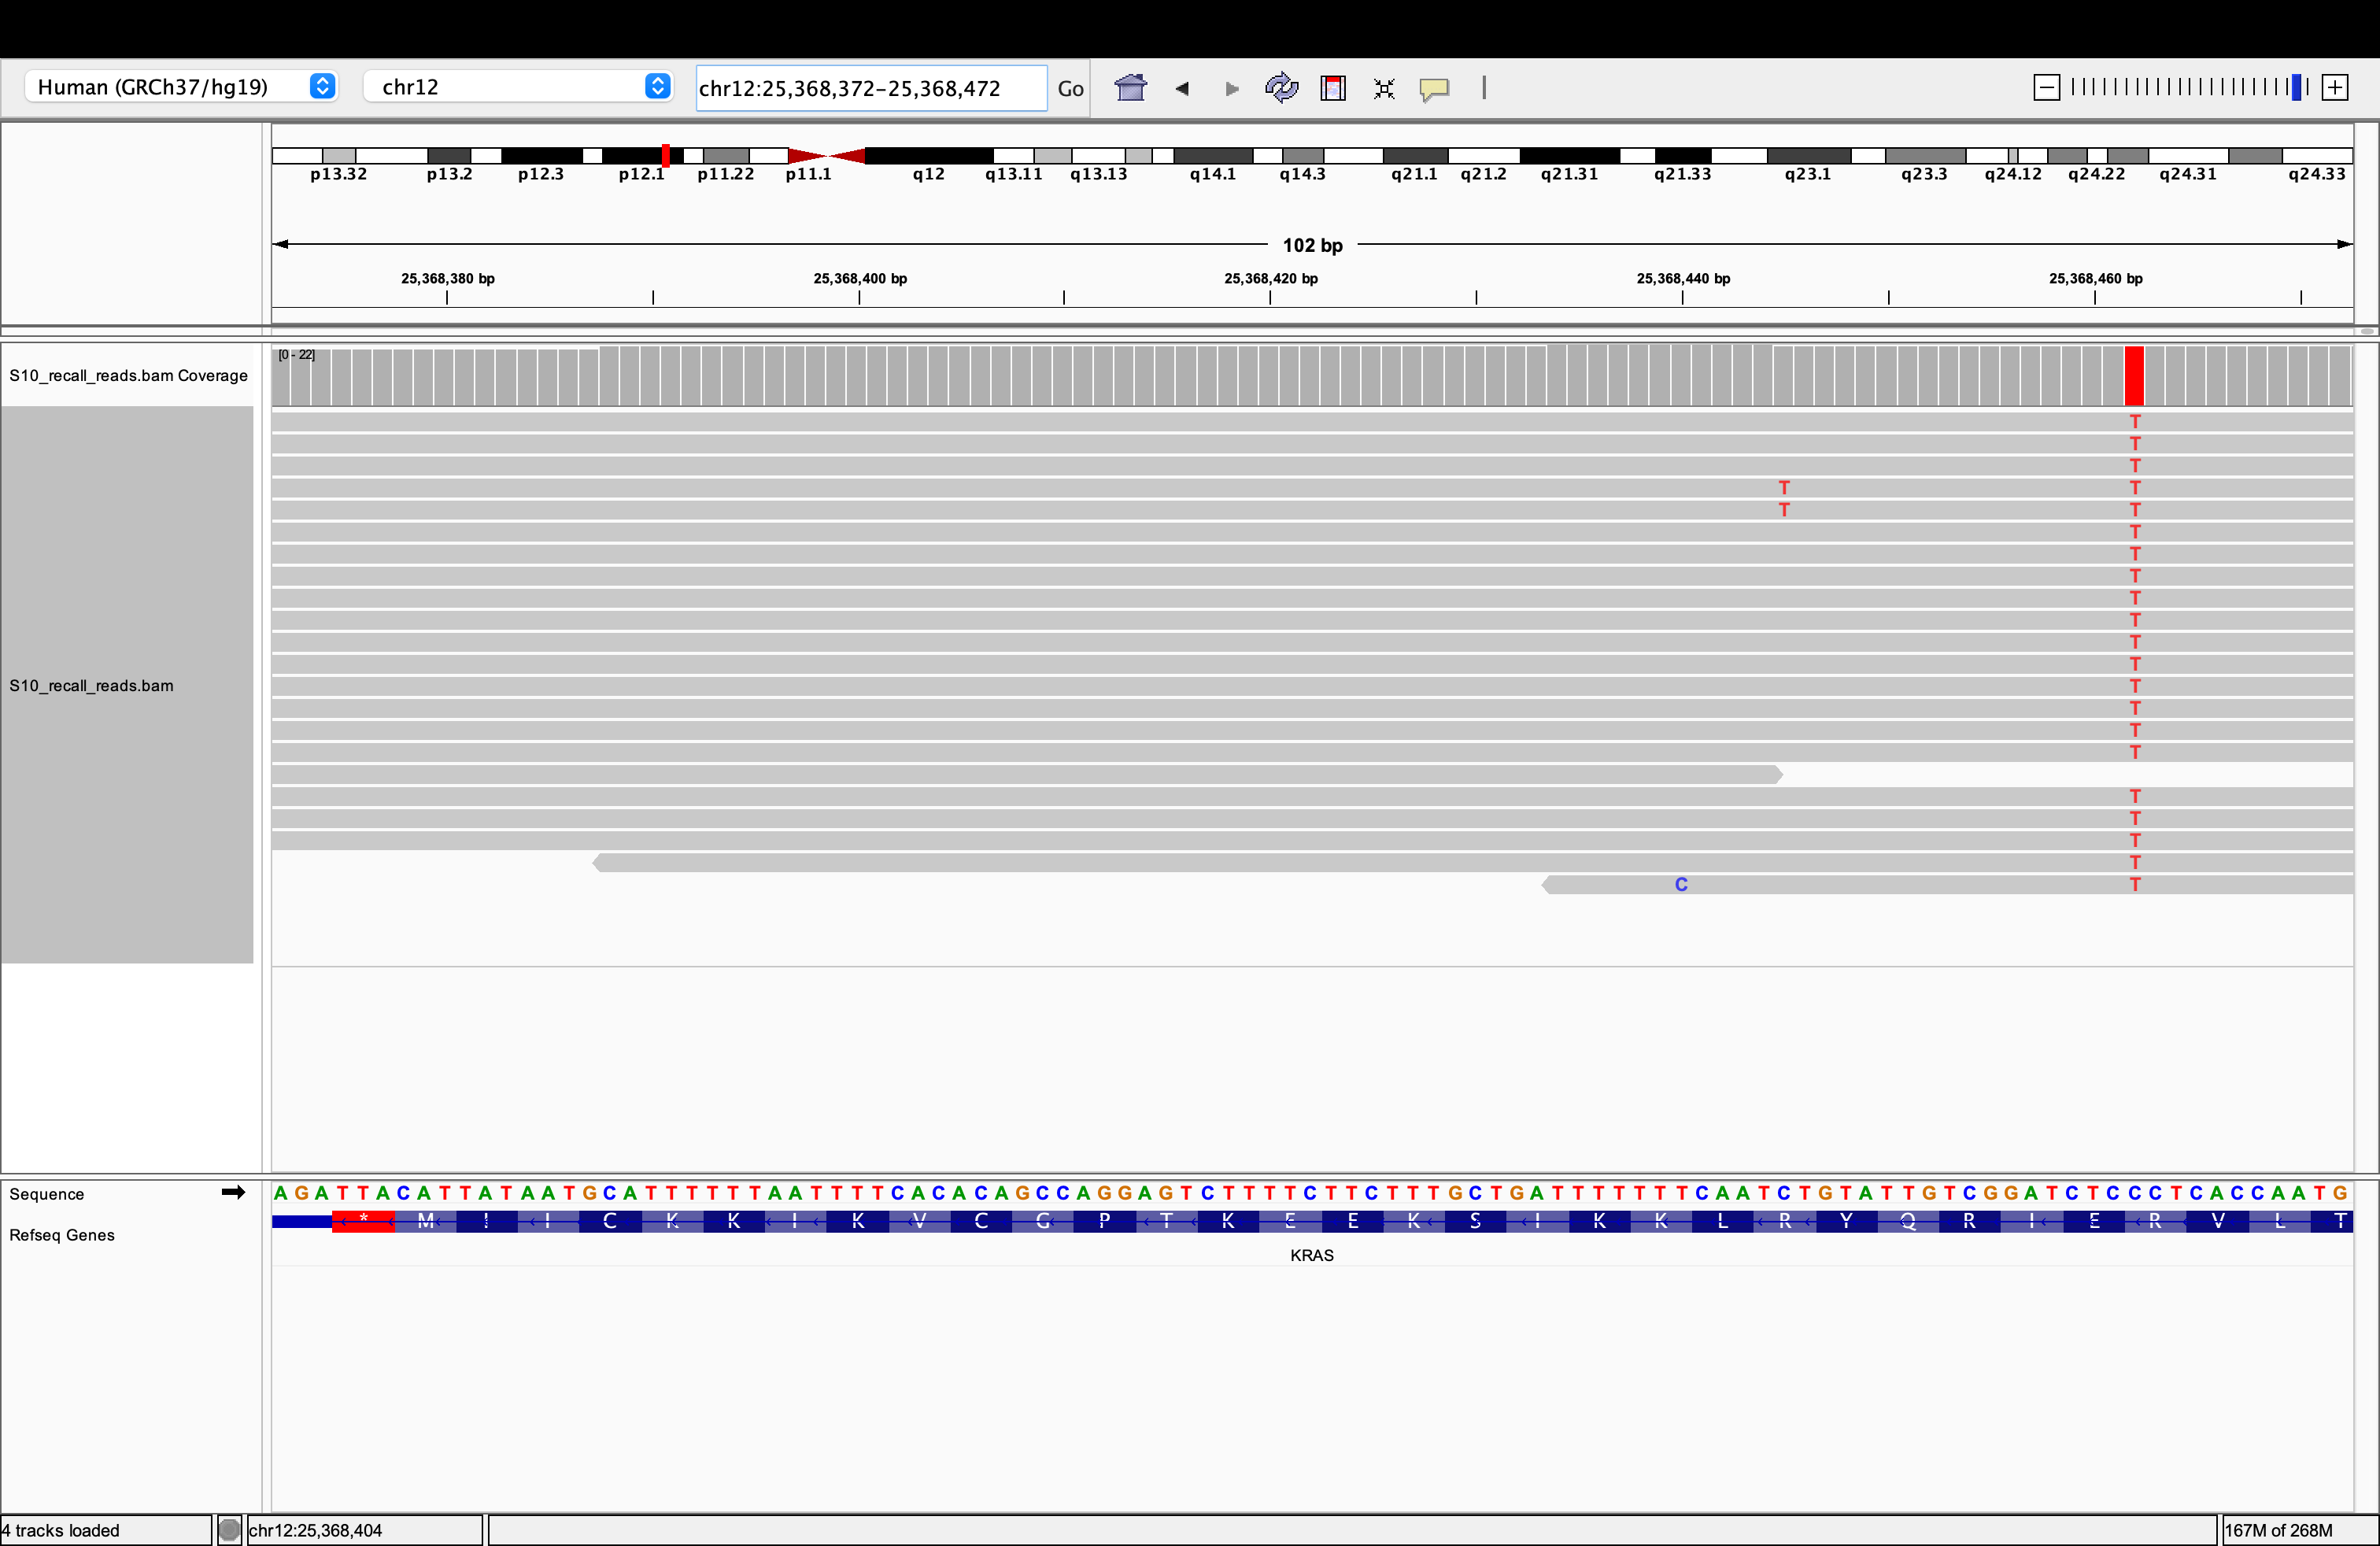 Human (GRCh37/hg19) chr12 chr12:25,368,372-25,368,472 Go
p13.32 p13.2 p12.3 p12.1 p11.22 p11.1 q12 q13.11 q13.13 q14.1 q14.3 q21.1 q21.2 q21.31 q21.33 q23.1 q23.3 q24.12 q24.22 q24.31 q24.33
102 bp
25,368,380 bp 25,368,400 bp 25,368,420 bp 25,368,440 bp 25,368,460 bp
[0 - 22]
S10_recall_reads.bam Coverage
T
T
T
T T
T T
T
T
T
T
T
T
T
S10_recall_reads.bam T
T
T
T
T
T
T
T
C T
Sequence A G A T T A C A T T A T A A T G C A T T T T T T A A T T T T C A C A C A G C C A G G A G T C T T T T C T T C T T T G C T G A T T T T T T T C A A T C T G T A T T G T C G G A T C T C C C T C A C C A A T G
* M I I C K K I K V C G P T K E E K S I K K L R Y Q R I E R V L T
Refseq Genes
KRAS
4 tracks loaded chr12:25,368,404 167M of 268M